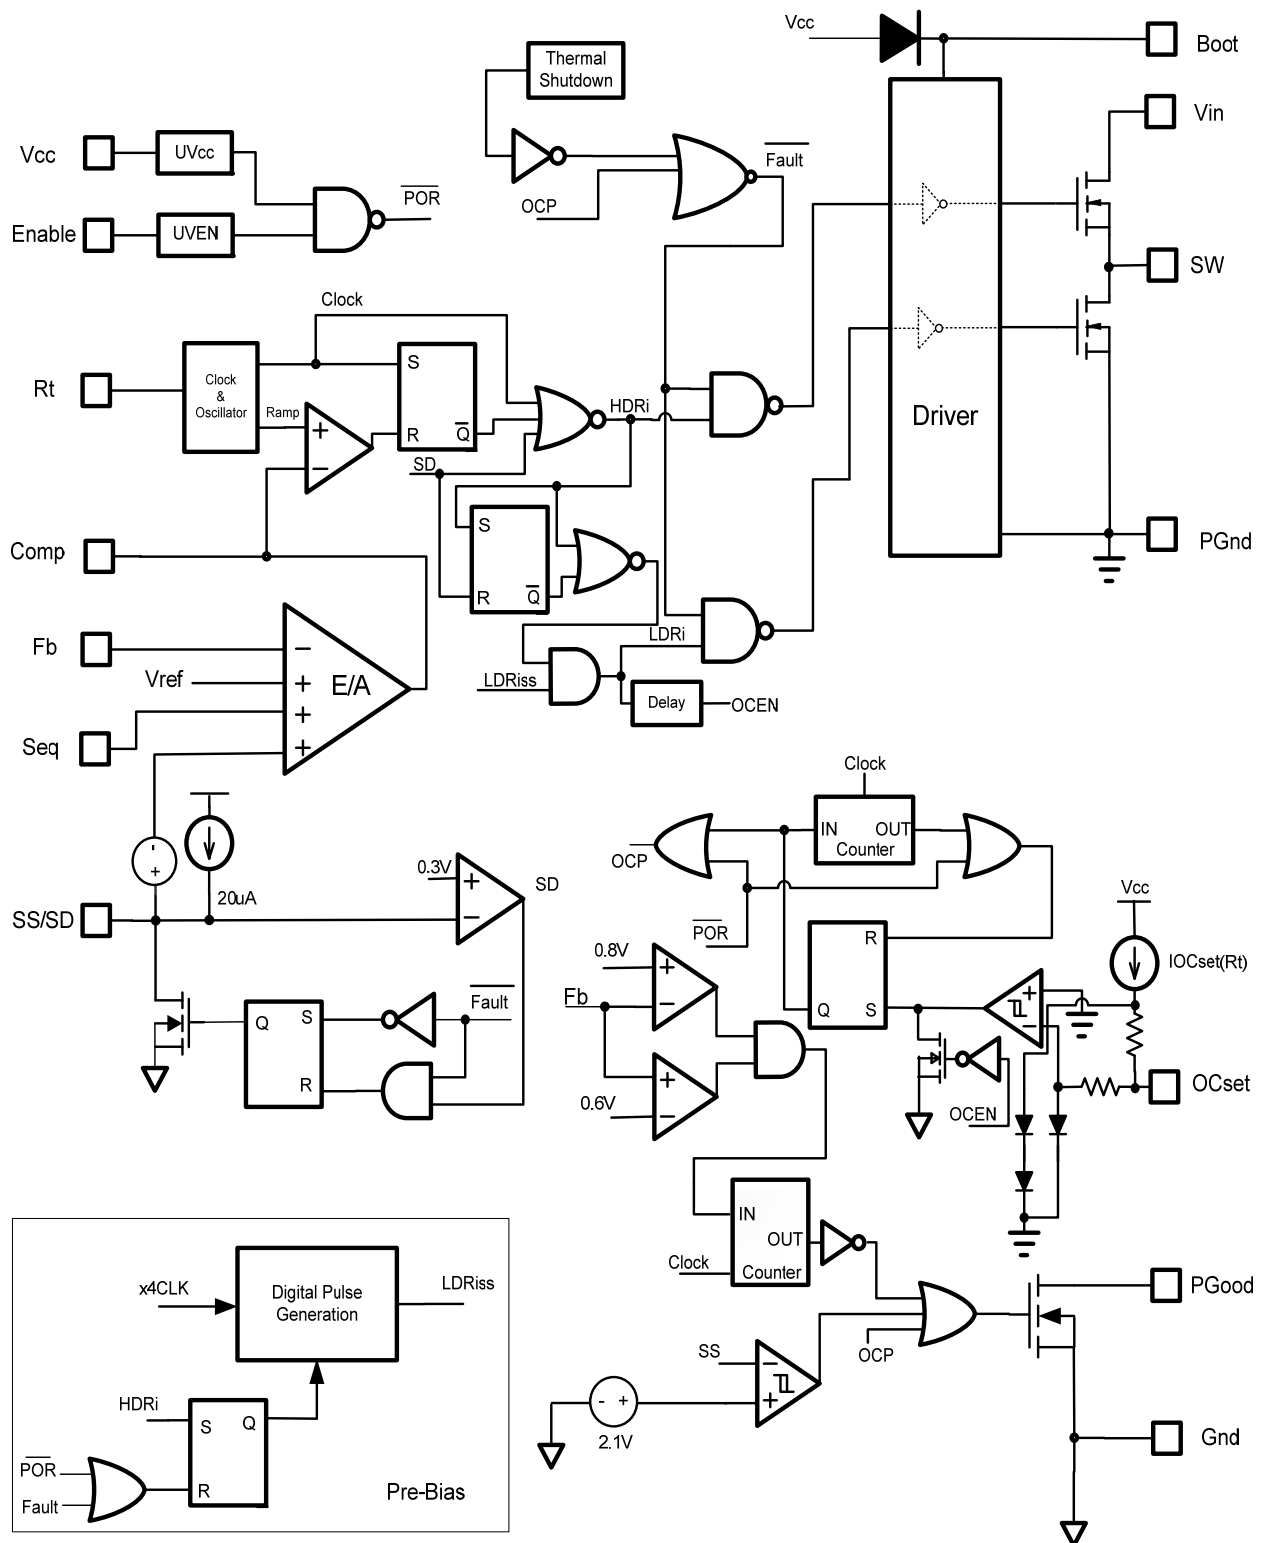 Vcc
Boot
Thermal
Shutdown
Vin
Vcc
UVcc
Fault
POR
OCP
Enable
UVEN
SW
Clock
Rt
Clock
&
Oscillator
S
Ramp
HDRi
Driver
+
R
Q
SD
−
S
Comp
PGnd
R
Q
LDRi
Fb
−
Vref
+
E/A
LDRiss
+
Delay
OCEN
Seq
+
Clock
IN
OUT
Counter
OCP
-
+
0.3V
+
SD
Vcc
20uA
SS/SD
−
POR
R
0.8V
+
IOCset(Rt)
Fb
−
Fault
Q
S
+
−
Q
S
R
+
OCset
0.6V
−
OCEN
IN
OUT
Clock
Counter
x4CLK
Digital Pulse
Generation
LDRiss
PGood
SS
−
OCP
HDRi
S
Q
- +
+
2.1V
Gnd
POR
R
Fault
Pre-Bias